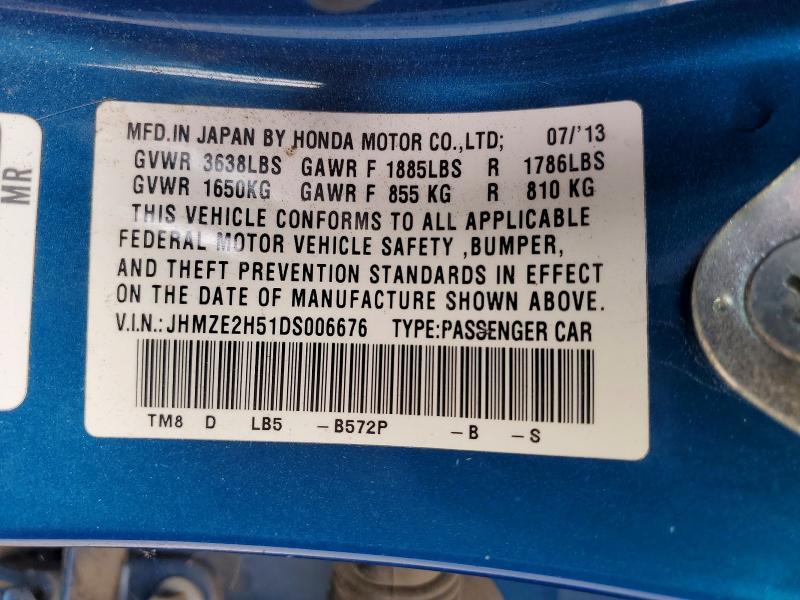 MR
MFD.IN JAPAN BY HONDA MOTOR CO.,LTD; 07/'13
GVWR 3638LBS GAWR F 1885LBS R 1786LBS
GVWR 1650KG GAWR F 855 KG R 810 KG
THIS VEHICLE CONFORMS TO ALL APPLICABLE
FEDERAL MOTOR VEHICLE SAFETY ,BUMPER,
AND THEFT PREVENTION STANDARDS IN EFFECT
ON THE DATE OF MANUFACTURE SHOWN ABOVE.
V.I.N.: JHMZE2H51DS006676 TYPE:PASSENGER CAR
TM8 D LB5 -B572P -B -S